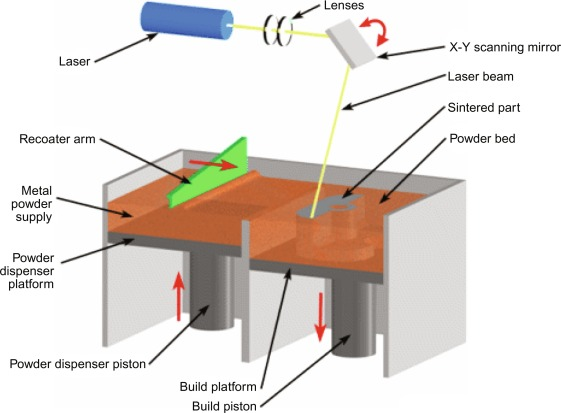 Lenses
Laser
X-Y scanning mirror
Laser beam
Sintered part
Recoater arm
Powder bed
Metal
powder
supply
Powder
dispenser
platform
Powder dispenser piston
Build platform
Build piston